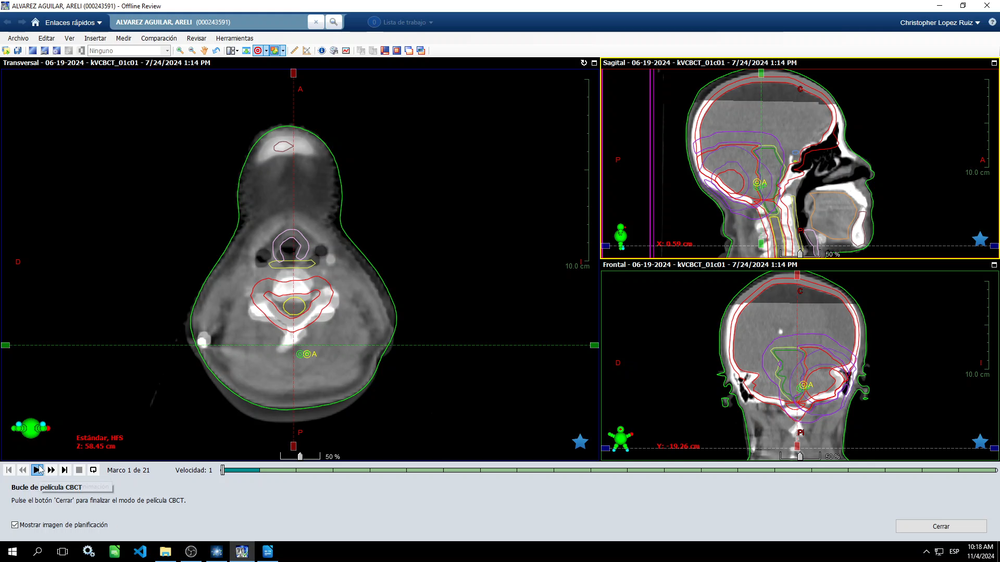 ALVAREZ AGUILAR, ARELI (000243591) - Offline Review
Enlaces rápidos
ALVAREZ AGUILAR, ARELI (000243591)
0 Lista de trabajo
Christopher Lopez Ruiz
Archivo Editar Ver Insertar Medir Comparación Revisar Herramientas
Ninguno
Transversal - 06-19-2024 - kVCBCT_01c01 - 7/24/2024 1:14 PM
A
D
I
10.0 cm
A
P
Estándar, HFS
Z: 58.45 cm
50 %
Sagital - 06-19-2024 - kVCBCT_01c01 - 7/24/2024 1:14 PM
C
P
A
10.0 cm
A
Pi
X: 0.59 cm
50 %
Frontal - 06-19-2024 - kVCBCT_01c01 - 7/24/2024 1:14 PM
C
D
I
10.0 cm
A
Pi
Y: -19.26 cm
50 %
Marco 1 de 21
Velocidad: 1
Bucle de película CBCT
Pulse el botón 'Cerrar' para finalizar el modo de película CBCT.
Mostrar imagen de planificación
Cerrar
ESP
10:18 AM
11/4/2024